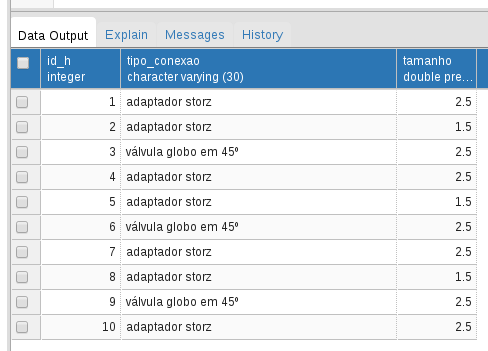 Data Output Explain Messages History
id_h tipo_conexao tamanho
integer character varying (30) double pre...
1 adaptador storz 2.5
2 adaptador storz 1.5
3 válvula globo em 45º 2.5
4 adaptador storz 2.5
5 adaptador storz 1.5
6 válvula globo em 45º 2.5
7 adaptador storz 2.5
8 adaptador storz 1.5
9 válvula globo em 45º 2.5
10 adaptador storz 2.5